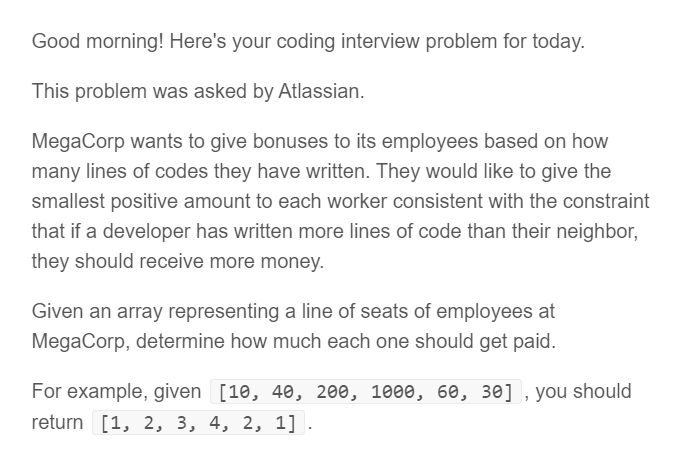 Good morning! Here's your coding interview problem for today.
This problem was asked by Atlassian.
MegaCorp wants to give bonuses to its employees based on how
many lines of codes they have written. They would like to give the
smallest positive amount to each worker consistent with the constraint
that if a developer has written more lines of code than their neighbor,
they should receive more money.
Given an array representing a line of seats of employees at
MegaCorp, determine how much each one should get paid.
For example, given [10, 40, 200, 1000, 60, 30], you should
return [1, 2, 3, 4, 2, 1].